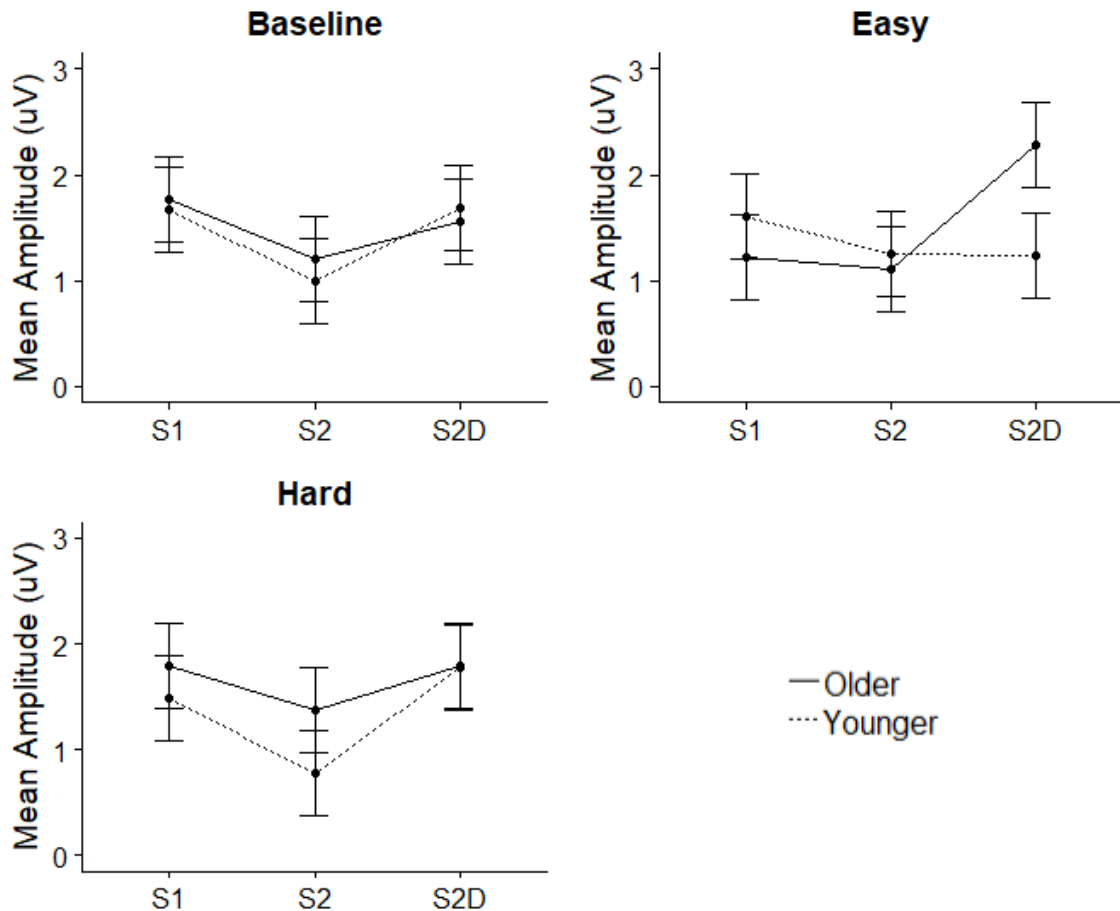 Baseline
Mean Amplitude (uV)
3
2
1
0
S1 S2 S2D
Easy
Mean Amplitude (uV)
3
2
1
0
S1 S2 S2D
Hard
Mean Amplitude (uV)
3
2
1
0
S1 S2 S2D
Older
Younger